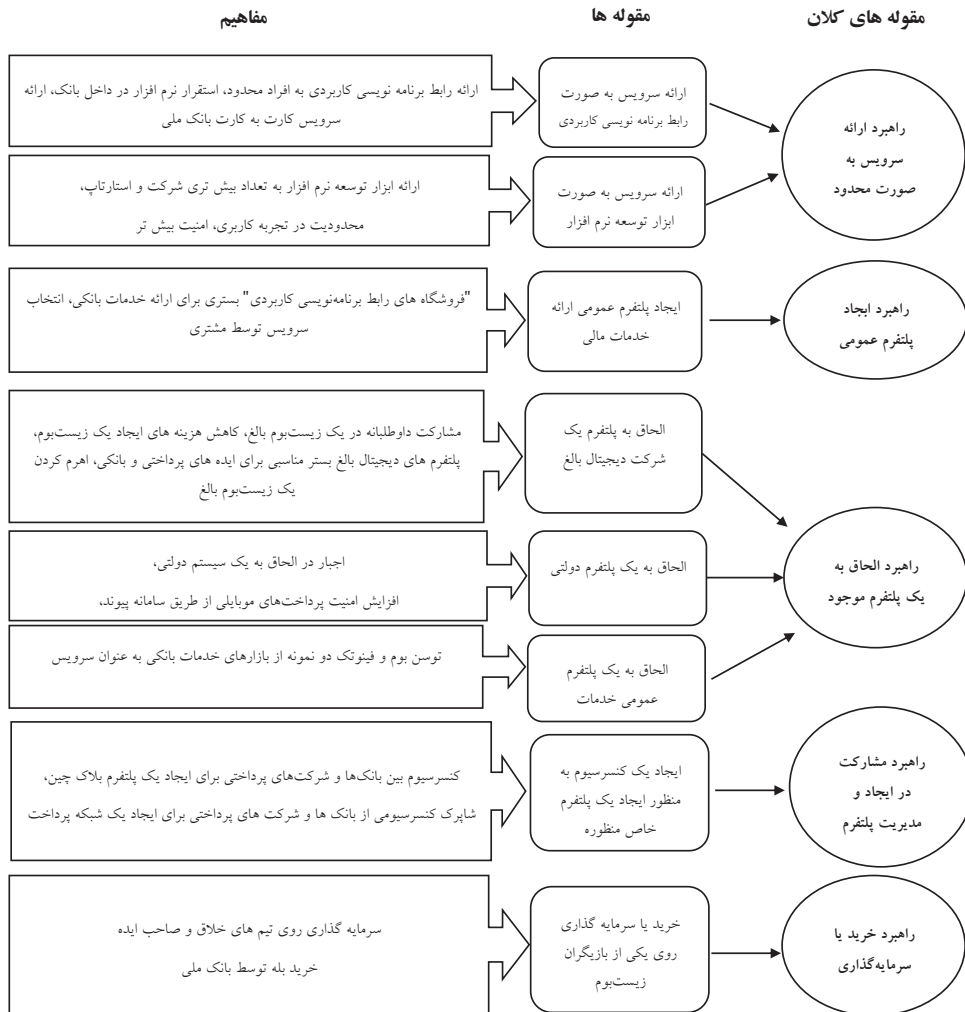 مقوله های کلان
مقوله ها
مفاهیم
راهبرد ارائه
سرویس به
صورت محدود
ارائه سرویس به صورت
رابط برنامه نویسی کاربردی
ارائه رابط برنامه نویسی کاربردی به افراد محدود، استقرار نرم افزار در داخل بانک، ارائه
سرویس کارت به کارت بانک ملی
ارائه سرویس به صورت
ابزار توسعه نرم افزار
ارائه ابزار توسعه نرم افزار به تعداد بیش تری شرکت و استارتاپ،
محدودیت در تجربه کاربری، امنیت بیش تر
راهبرد ایجاد
پلتفرم عمومی
ایجاد پلتفرم عمومی ارائه
خدمات مالی
"فروشگاه های رابط برنامه‌نویسی کاربردی" بستری برای ارائه خدمات بانکی، انتخاب
سرویس توسط مشتری
راهبرد الحاق به
یک پلتفرم موجود
الحاق به پلتفرم یک
شرکت دیجیتال بالغ
مشارکت داوطلبانه در یک زیست‌بوم بالغ، کاهش هزینه های ایجاد یک زیست‌بوم،
پلتفرم های دیجیتال بالغ بستر مناسبی برای ایده های پرداختی و بانکی، اهرم کردن
یک زیست‌بوم بالغ
الحاق به یک پلتفرم دولتی
اجبار در الحاق به یک سیستم دولتی،
افزایش امنیت پرداخت‌های موبایلی از طریق سامانه پیوند،
الحاق به یک پلتفرم
عمومی خدمات
توسن بوم و فینوتک دو نمونه از بازارهای خدمات بانکی به عنوان سرویس
راهبرد مشارکت
در ایجاد و
مدیریت پلتفرم
ایجاد یک کنسرسیوم به
منظور ایجاد یک پلتفرم
خاص منظوره
کنسرسیوم بین بانک‌ها و شرکت‌های پرداختی برای ایجاد یک پلتفرم بلاک چین،
شاپرک کنسرسیومی از بانک ها و شرکت های پرداختی برای ایجاد یک شبکه پرداخت
راهبرد خرید یا
سرمایه‌گذاری
خرید یا سرمایه گذاری
روی یکی از بازیگران
زیست‌بوم
سرمایه گذاری روی تیم های خلاق و صاحب ایده
خرید بله توسط بانک ملی